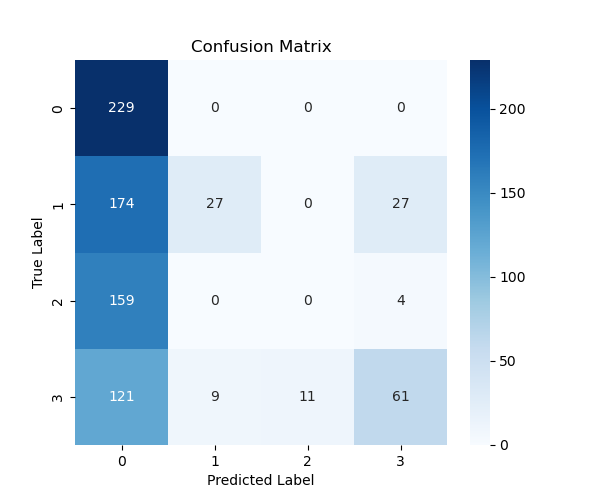 Confusion Matrix
0 229 0 0 0
1 174 27 0 27
2 159 0 0 4
3 121 9 11 61
0 1 2 3
True Label
Predicted Label
200
150
100
50
0